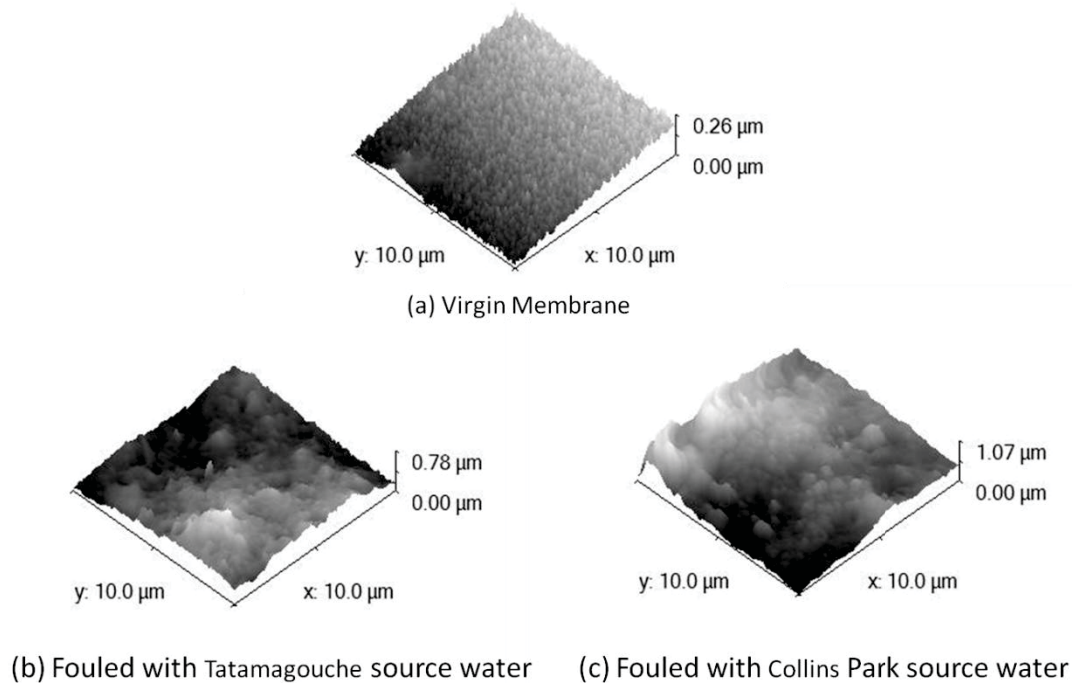 0.26 µm
0.00 µm
y: 10.0 µm
x: 10.0 µm
(a) Virgin Membrane
0.78 µm
0.00 µm
y: 10.0 µm
x: 10.0 µm
(b) Fouled with Tatamagouche source water
1.07 µm
0.00 µm
y: 10.0 µm
x: 10.0 µm
(c) Fouled with Collins Park source water